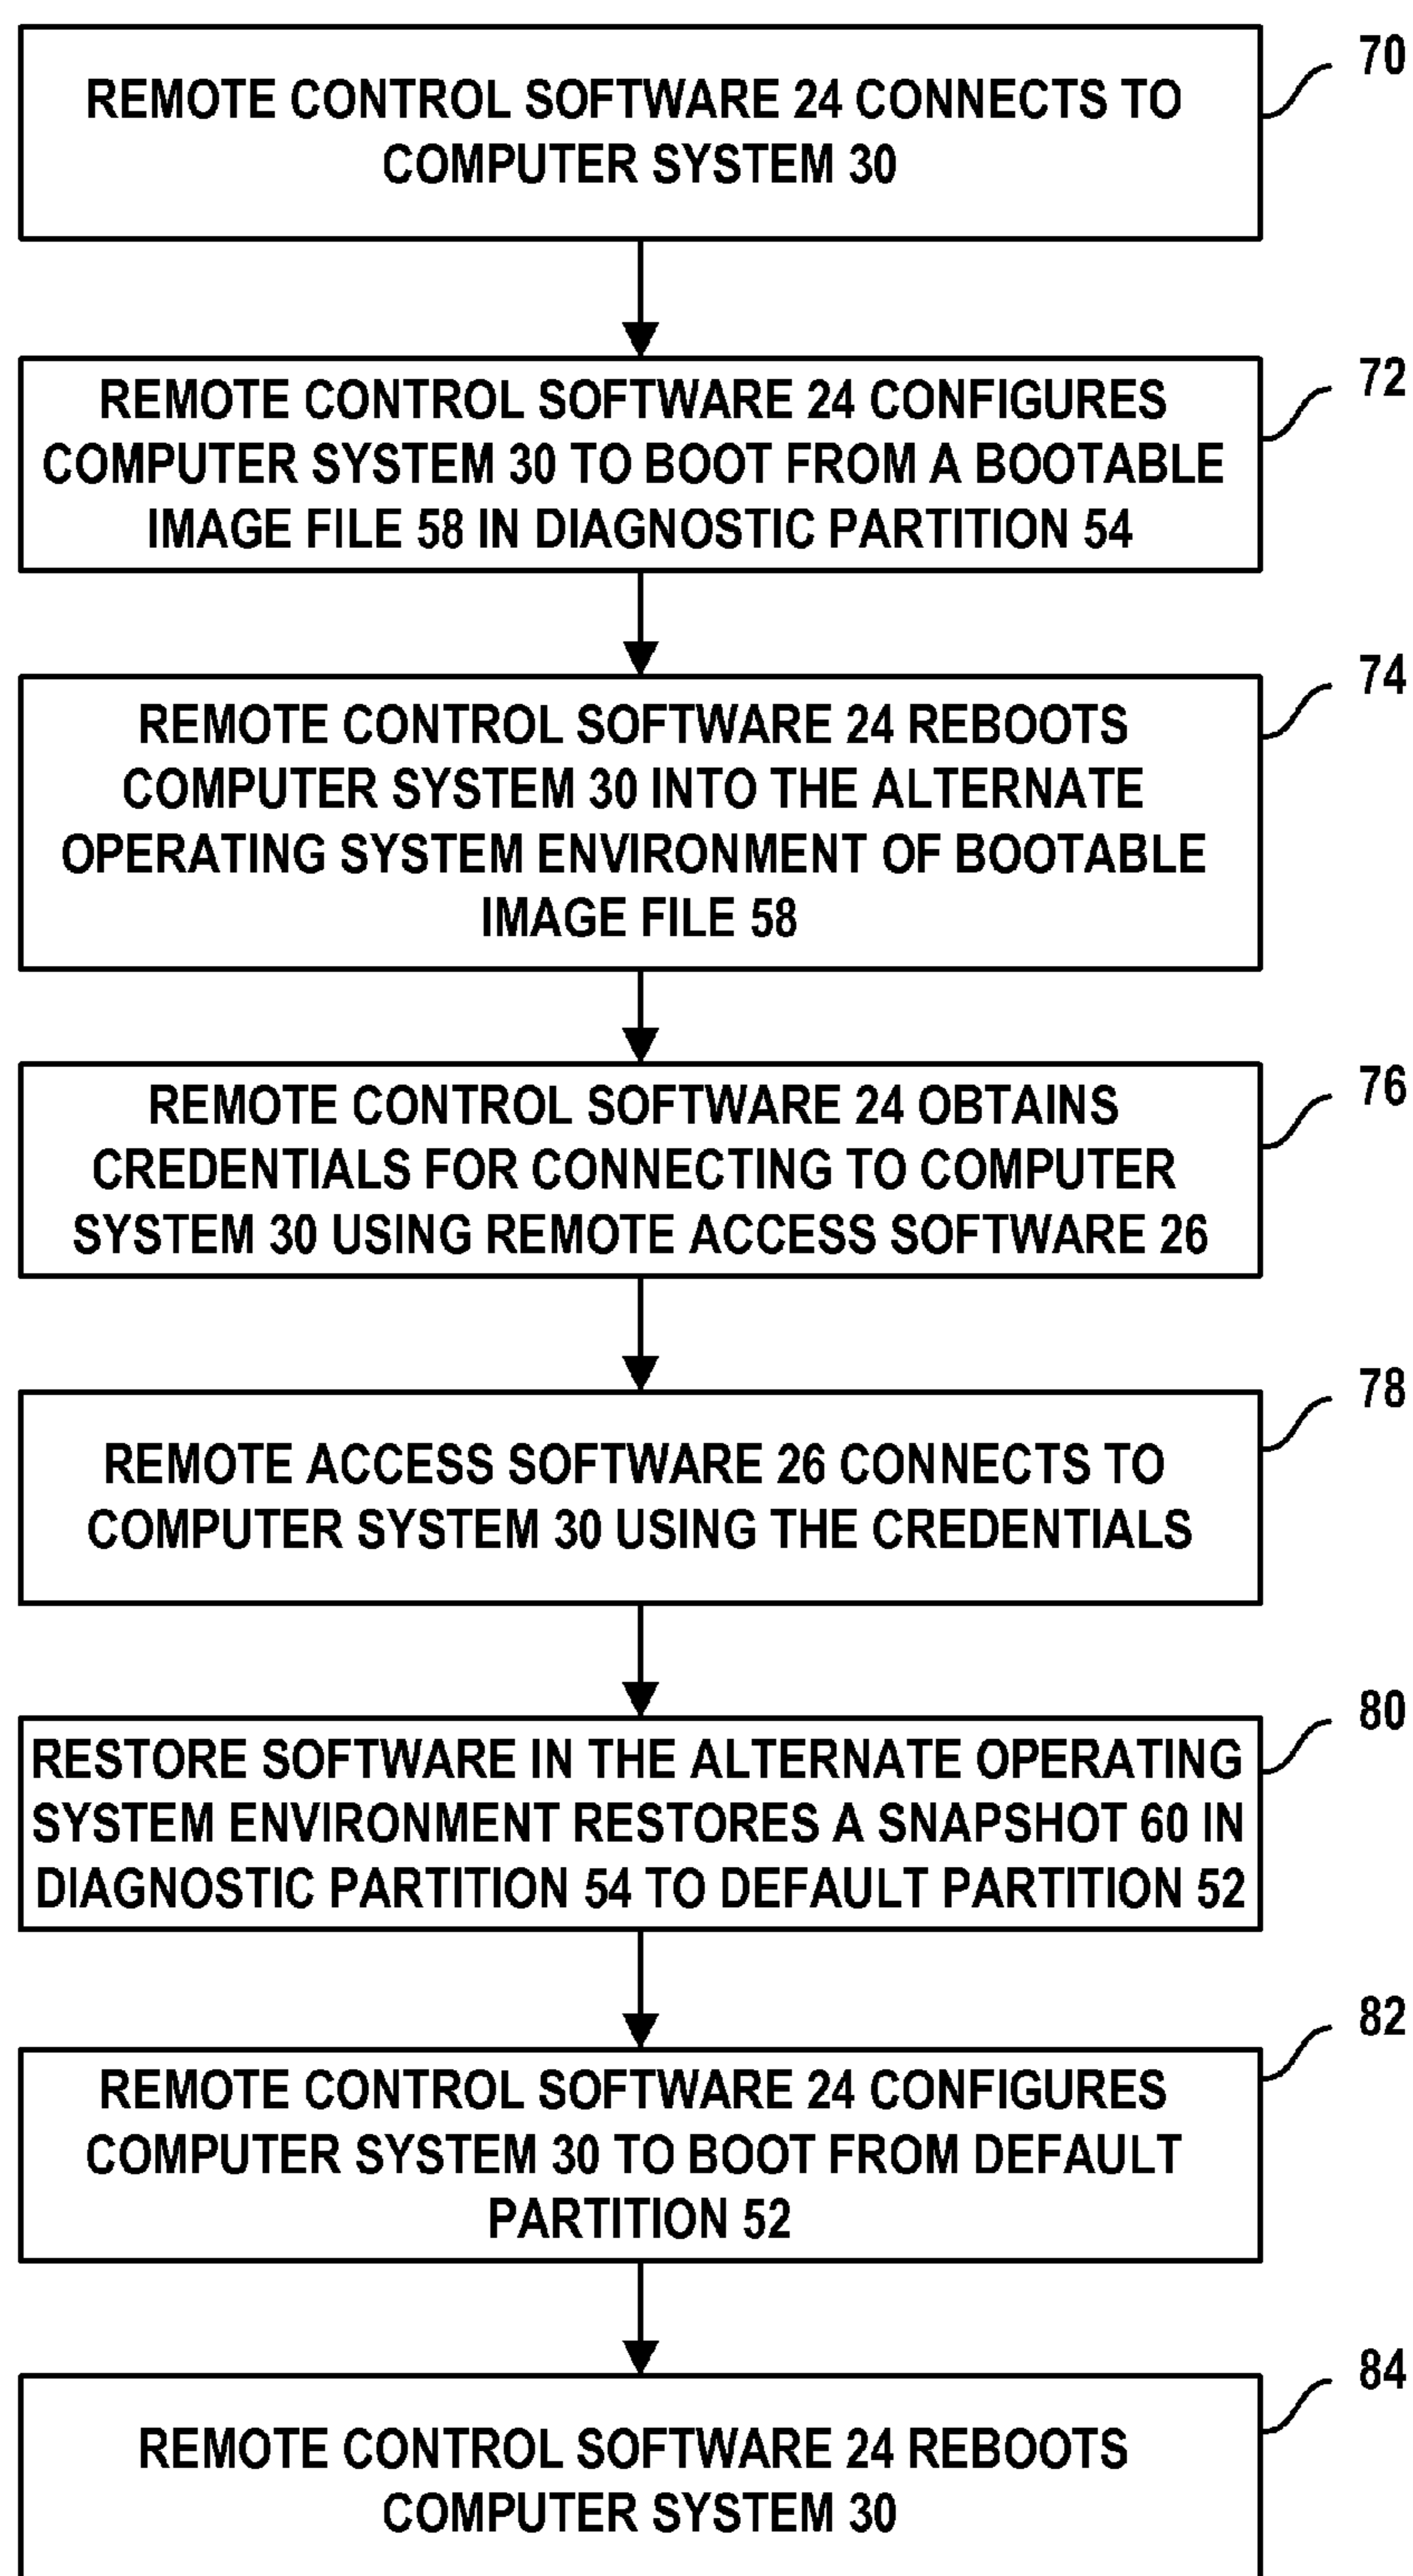 70
REMOTE CONTROL SOFTWARE 24 CONNECTS TO
COMPUTER SYSTEM 30
72
REMOTE CONTROL SOFTWARE 24 CONFIGURES
COMPUTER SYSTEM 30 TO BOOT FROM A BOOTABLE
IMAGE FILE 58 IN DIAGNOSTIC PARTITION 54
74
REMOTE CONTROL SOFTWARE 24 REBOOTS
COMPUTER SYSTEM 30 INTO THE ALTERNATE
OPERATING SYSTEM ENVIRONMENT OF BOOTABLE
IMAGE FILE 58
76
REMOTE CONTROL SOFTWARE 24 OBTAINS
CREDENTIALS FOR CONNECTING TO COMPUTER
SYSTEM 30 USING REMOTE ACCESS SOFTWARE 26
78
REMOTE ACCESS SOFTWARE 26 CONNECTS TO
COMPUTER SYSTEM 30 USING THE CREDENTIALS
80
RESTORE SOFTWARE IN THE ALTERNATE OPERATING
SYSTEM ENVIRONMENT RESTORES A SNAPSHOT 60 IN
DIAGNOSTIC PARTITION 54 TO DEFAULT PARTITION 52
82
REMOTE CONTROL SOFTWARE 24 CONFIGURES
COMPUTER SYSTEM 30 TO BOOT FROM DEFAULT
PARTITION 52
84
REMOTE CONTROL SOFTWARE 24 REBOOTS
COMPUTER SYSTEM 30